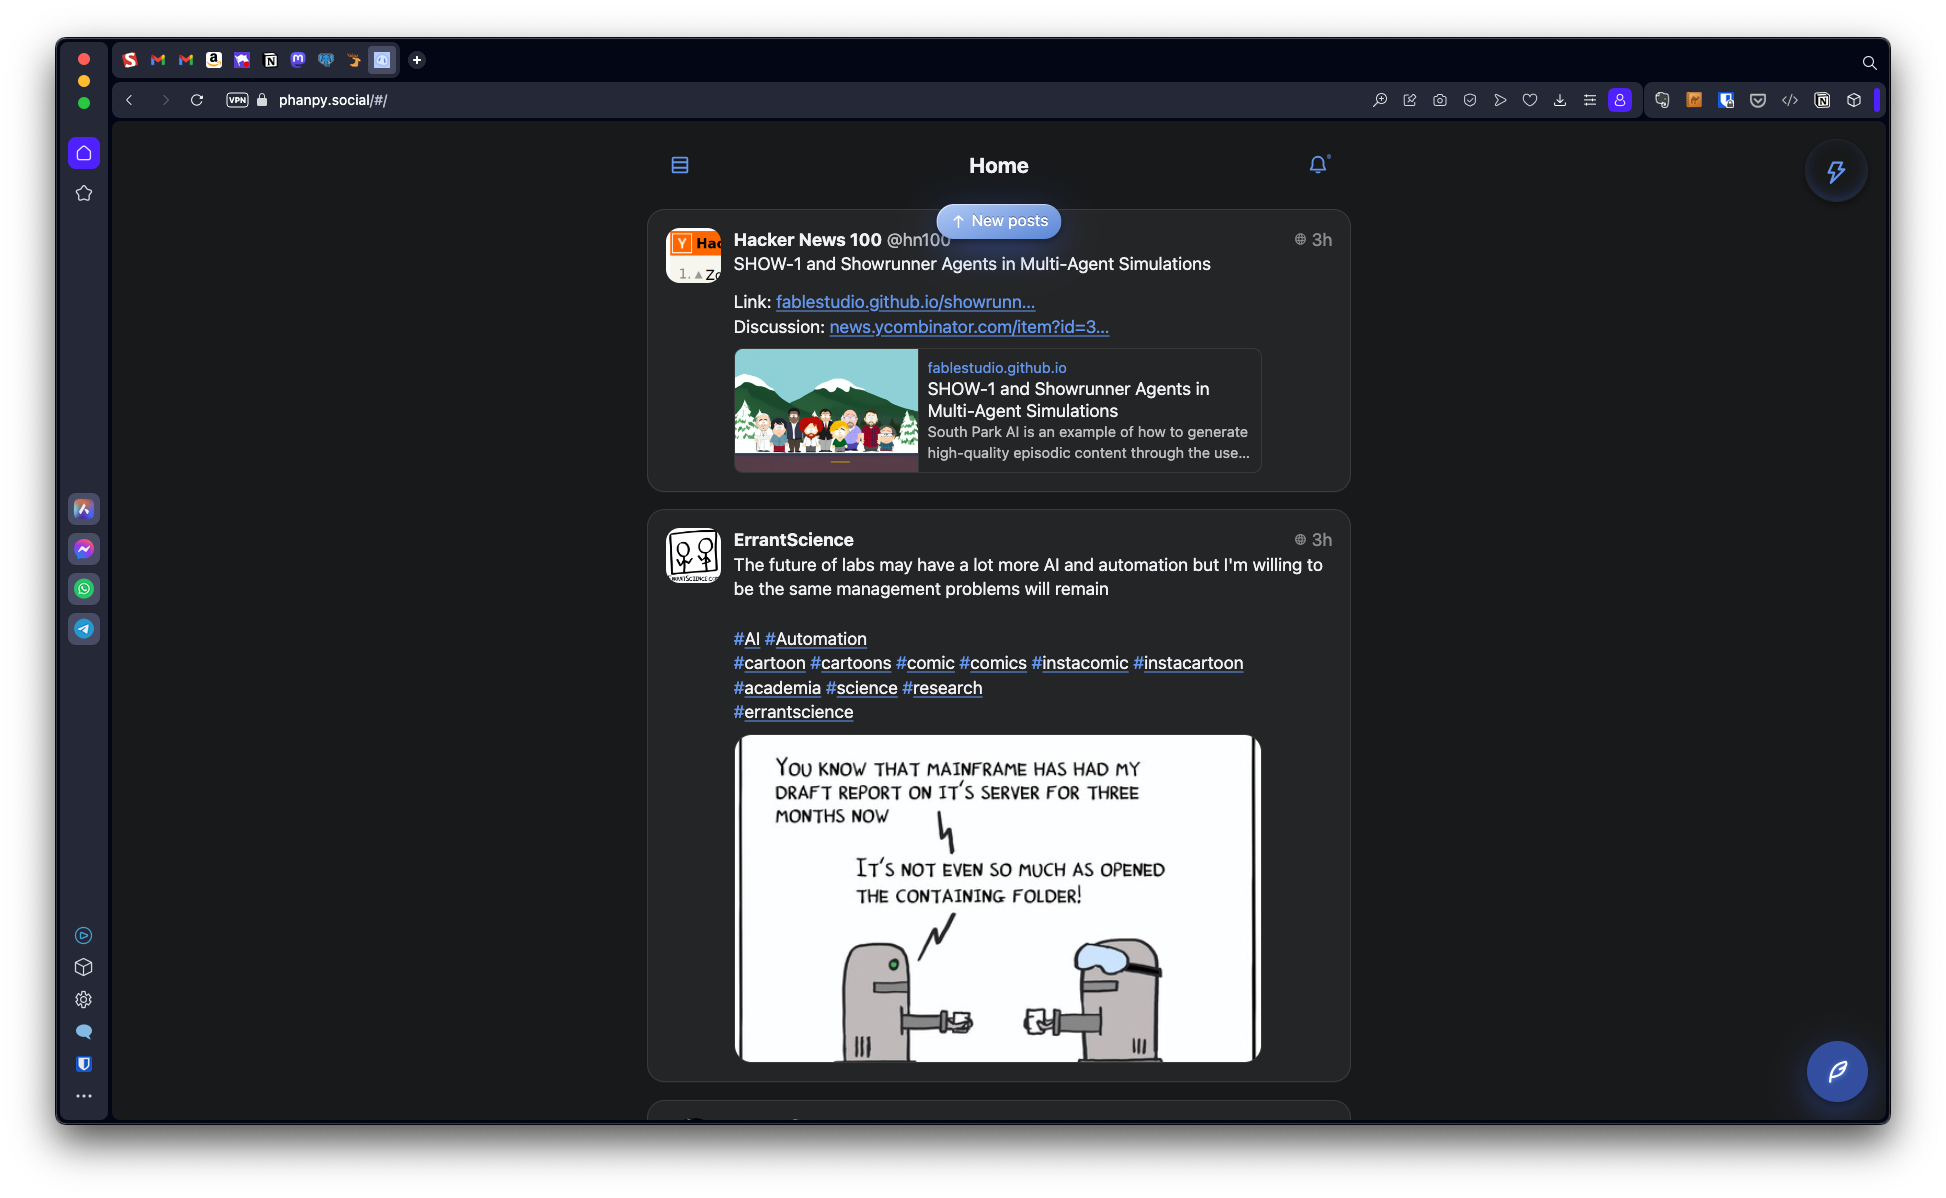 VPN phanpy.social/#/
Home
↑ New posts
Hac
1. ▲ Zo
Hacker News 100 @hn100
3h
SHOW-1 and Showrunner Agents in Multi-Agent Simulations
Link: fablestudio.github.io/showrunn...
Discussion: news.ycombinator.com/item?id=3...
fablestudio.github.io
SHOW-1 and Showrunner Agents in
Multi-Agent Simulations
South Park AI is an example of how to generate
high-quality episodic content through the use...
ErrantScience
3h
The future of labs may have a lot more AI and automation but I'm willing to
be the same management problems will remain
#AI #Automation
#cartoon #cartoons #comic #comics #instacomic #instacartoon
#academia #science #research
#errantscience
YOU KNOW THAT MAINFRAME HAS HAD MY
DRAFT REPORT ON IT'S SERVER FOR THREE
MONTHS NOW
IT'S NOT EVEN SO MUCH AS OPENED
THE CONTAINING FOLDER!